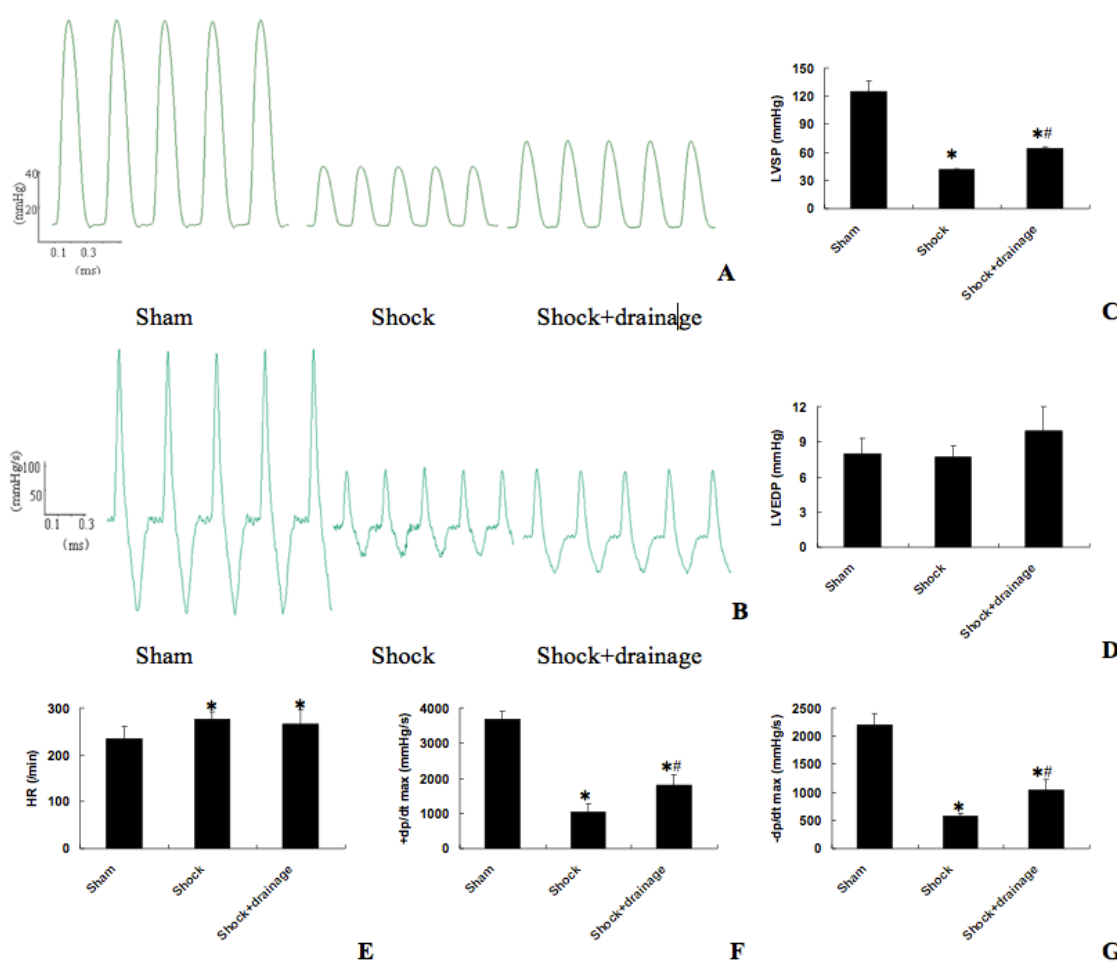 40
(mmHg)
20
0.1 0.3
(ms)
A
Sham Shock Shock+drainage
150
120
90
60
30
0
LVSP (mmHg)
*
*#
Sham
Shock
Shock+drainage
C
100
(mmHg/s)
50
0.1 0.3
(ms)
B
Sham Shock Shock+drainage
12
9
6
3
0
LVEDP (mmHg)
Sham
Shock
Shock+drainage
D
300
200
100
0
HR (/min)
*
*
Sham
Shock
Shock+drainage
E
4000
3000
2000
1000
0
+dp/dt max (mmHg/s)
*
*#
Sham
Shock
Shock+drainage
F
2500
2000
1500
1000
500
0
-dp/dt max (mmHg/s)
*
*#
Sham
Shock
Shock+drainage
G